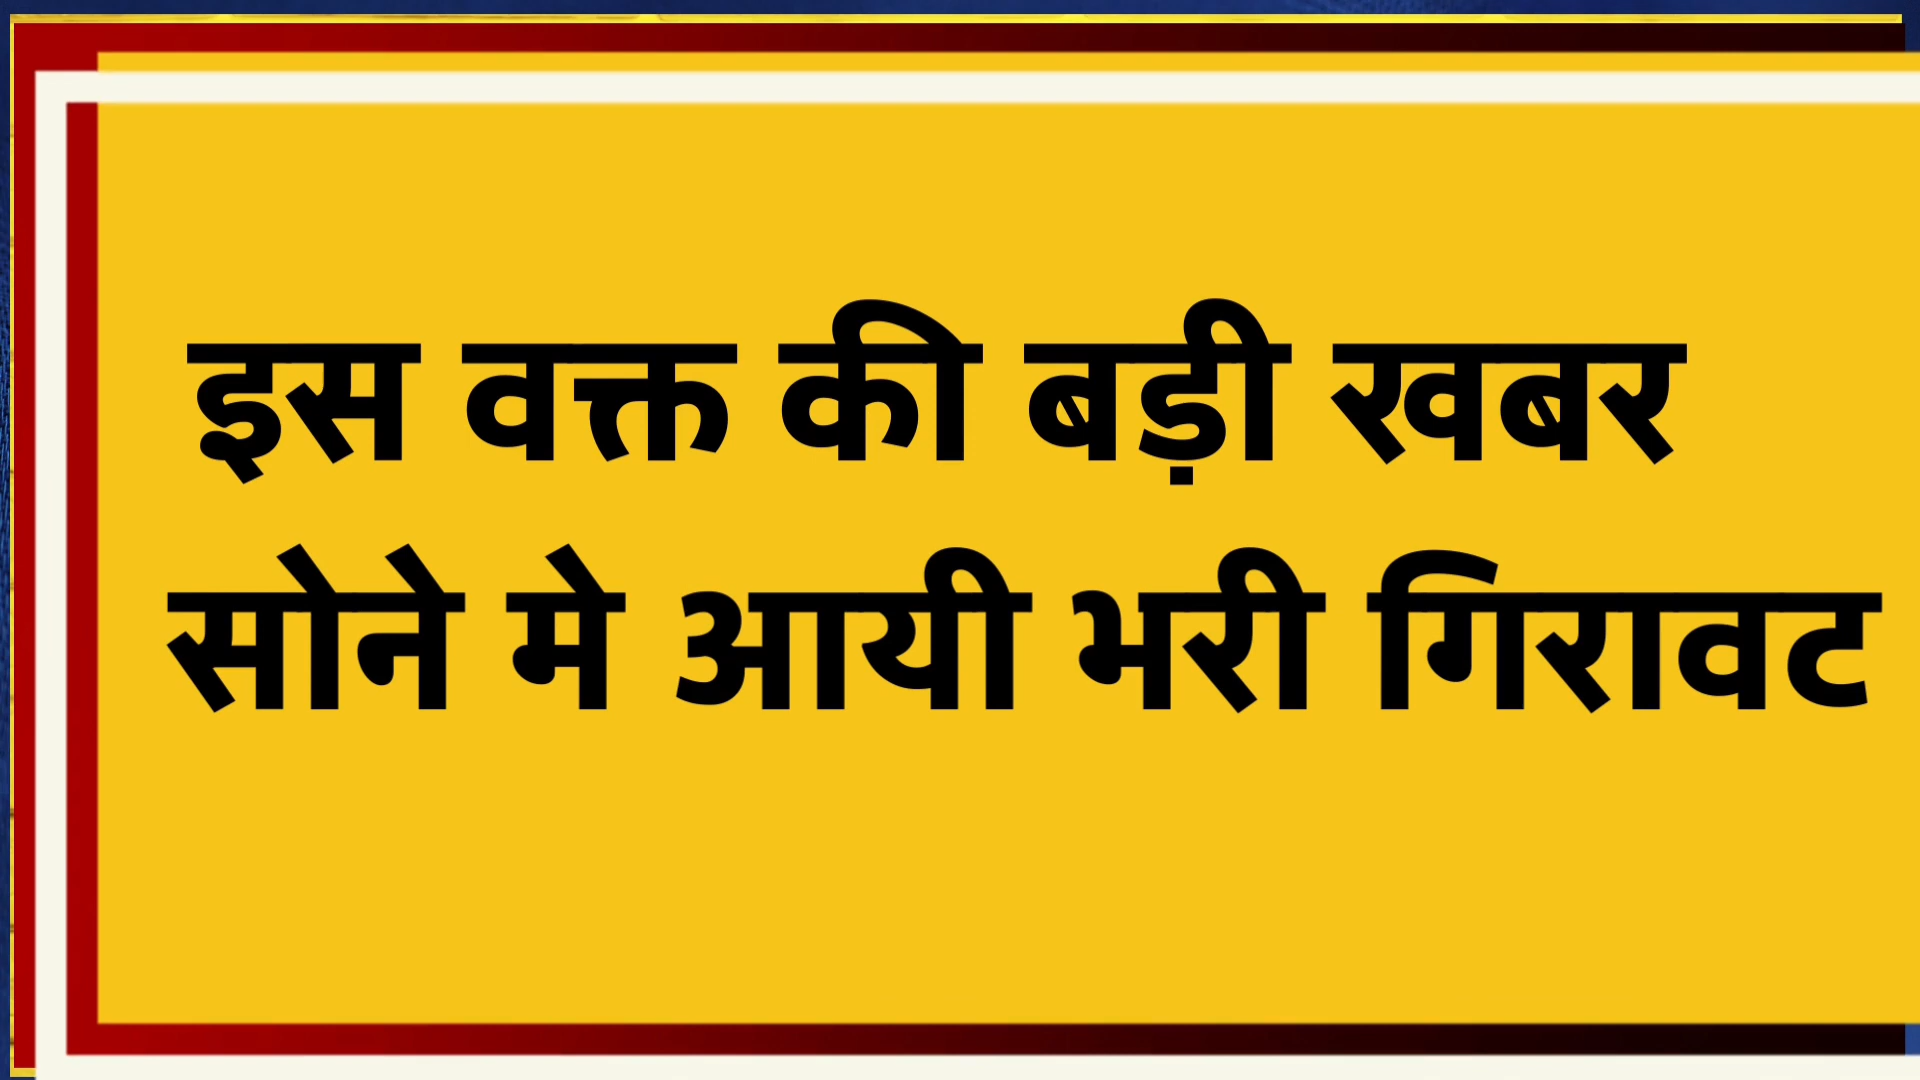 इस वक्त की बड़ी खबर
सोने मे आयी भरी गिरावट